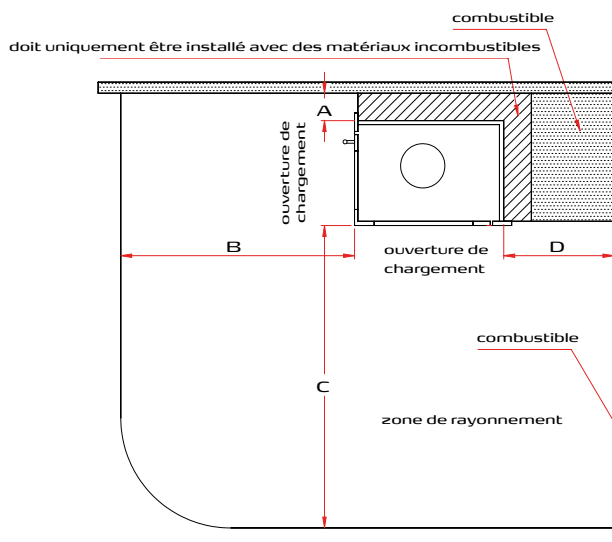 combustible
doit uniquement être installé avec des matériaux incombustibles
A
ouverture de
chargement
B
ouverture de
chargement
D
C
combustible
zone de rayonnement